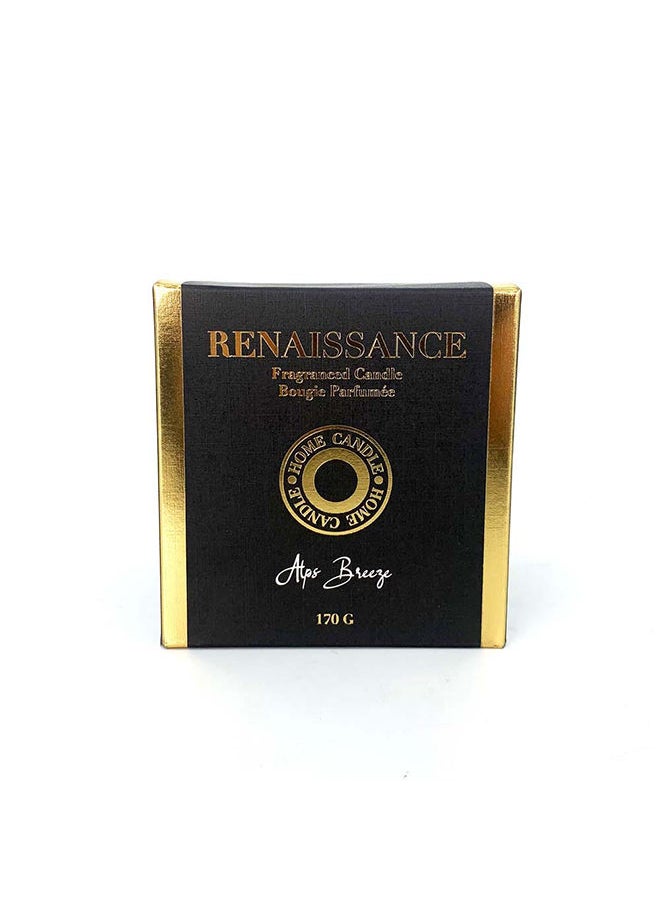 RENAISSANCE
Fragranced Candle
Bougie Parfumée
HOME CANDLE • HOME CANDLE •
Alps Breeze
170 G